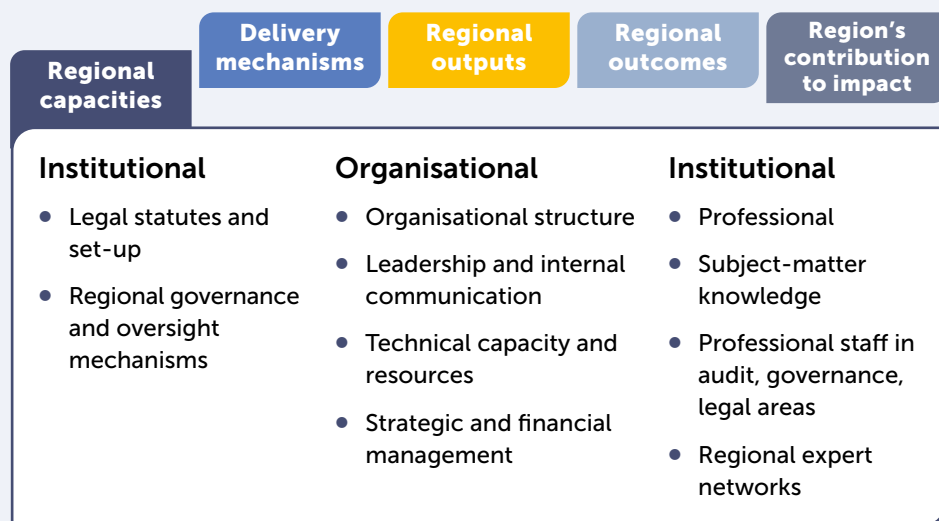 Regional
capacities
Delivery
mechanisms
Regional
outputs
Regional
outcomes
Region's
contribution
to impact
Institutional
• Legal statutes and
set-up
• Regional governance
and oversight
mechanisms
Organisational
• Organisational structure
• Leadership and internal
communication
• Technical capacity and
resources
• Strategic and financial
management
Institutional
• Professional
• Subject-matter
knowledge
• Professional staff in
audit, governance,
legal areas
• Regional expert
networks